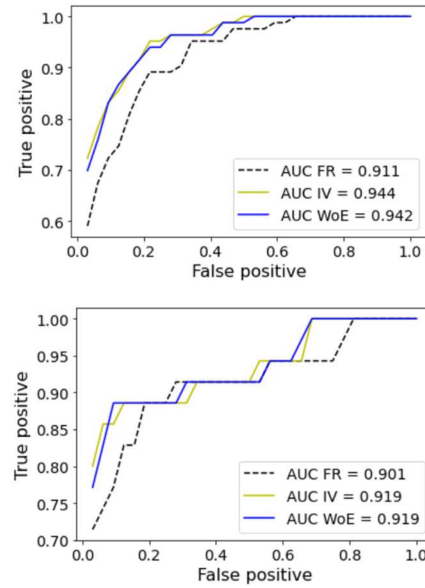 1.0
0.9
0.8
0.7
0.6
True positive
AUC FR = 0.911
AUC IV = 0.944
AUC WoE = 0.942
0.0 0.2 0.4 0.6 0.8 1.0
False positive
1.00
0.95
0.90
0.85
0.80
0.75
0.70
True positive
AUC FR = 0.901
AUC IV = 0.919
AUC WoE = 0.919
0.0 0.2 0.4 0.6 0.8 1.0
False positive